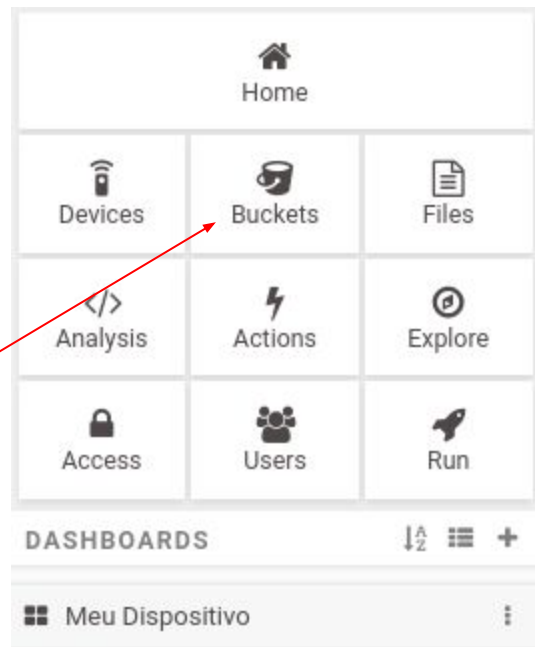 Home
Devices
Buckets
Files
Analysis
Actions
Explore
Access
Users
Run
DASHBOARDS
Meu Dispositivo